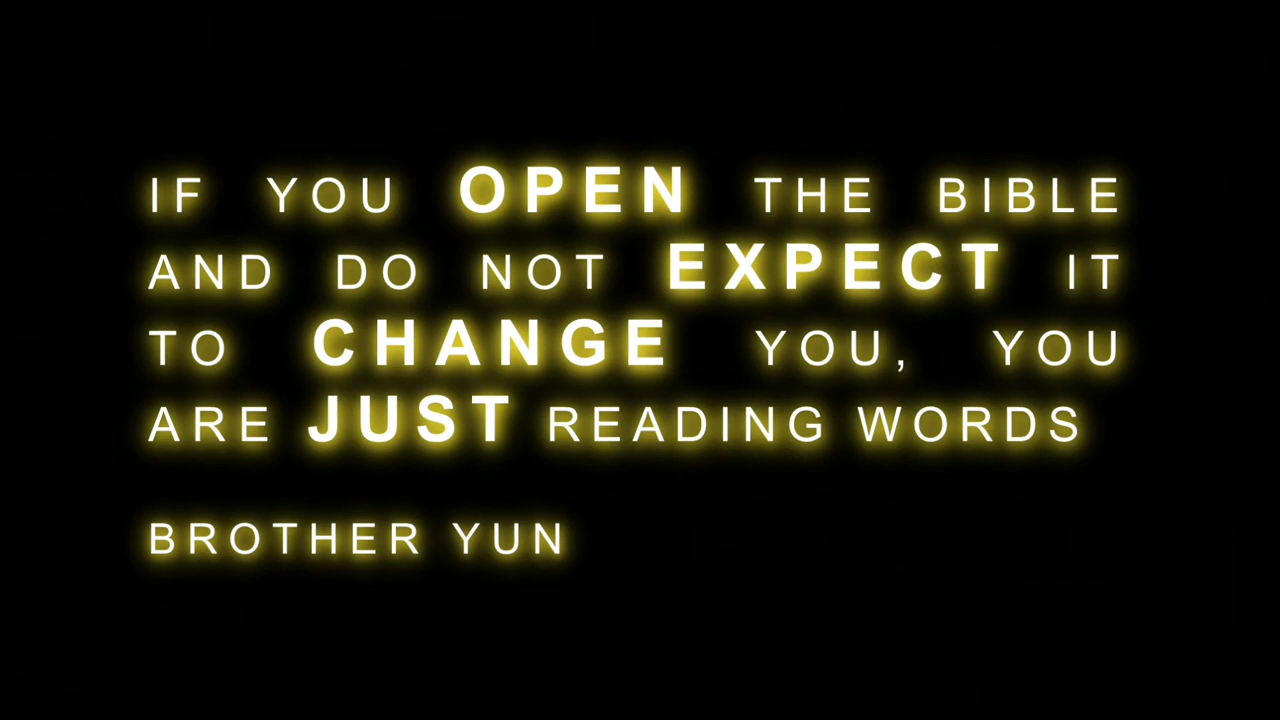 IF YOU OPEN THE BIBLE
AND DO NOT EXPECT IT
TO CHANGE YOU, YOU
ARE JUST READING WORDS
BROTHER YUN